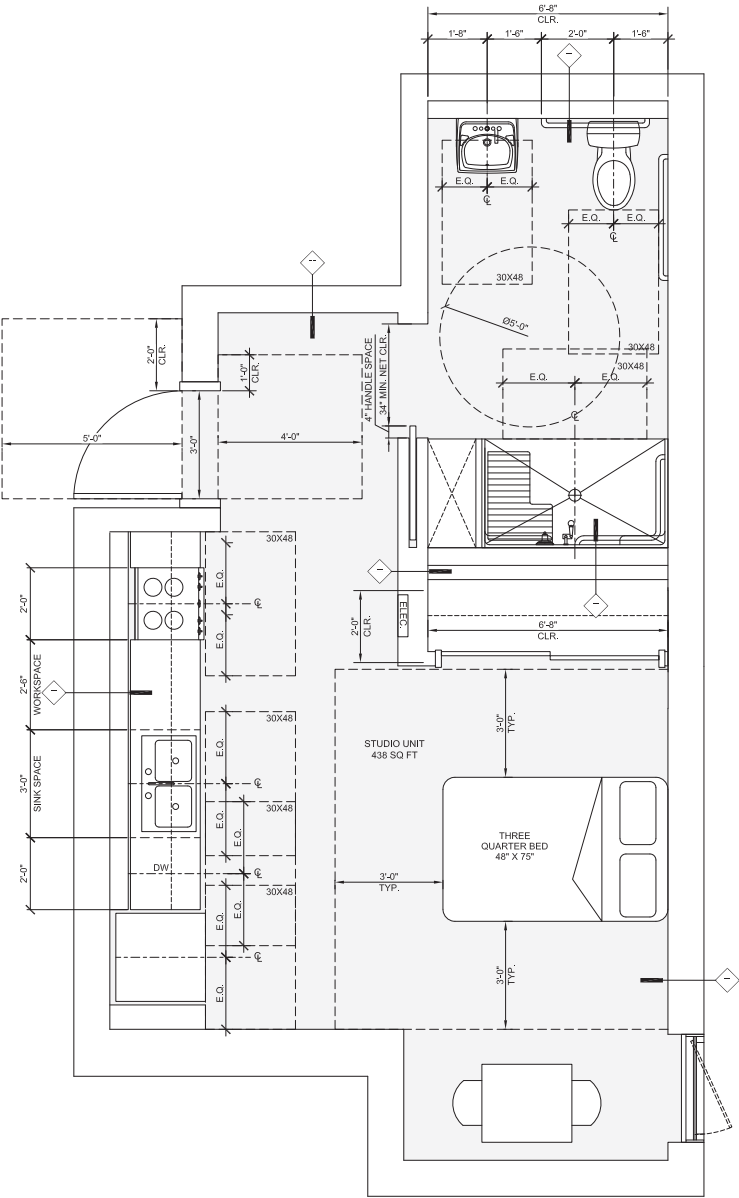 6'-8"
CLR.
1'-8"
1'-6"
2'-0"
1'-6"
-
E.Q.
E.Q.
℄
E.Q.
E.Q.
℄
30X48
--
Ø5'-0"
30X48
30X48
E.Q.
E.Q.
℄
2'-0"
CLR.
1'-0"
CLR.
4" HANDLE SPACE
34" MIN. NET CLR.
5'-0"
3'-0"
4'-0"
30X48
E.Q.
℄
E.Q.
2'-0"
-
ELEC.
2'-0"
CLR.
-
6'-8"
CLR.
2'-6"
WORKSPACE
-
3'-0"
TYP.
30X48
E.Q.
STUDIO UNIT
438 SQ FT
3'-0"
SINK SPACE
℄
30X48
E.Q.
E.Q.
THREE
QUARTER BED
48" X 75"
2'-0"
DW
℄
3'-0"
TYP.
30X48
E.Q.
E.Q.
℄
E.Q.
3'-0"
TYP.
-